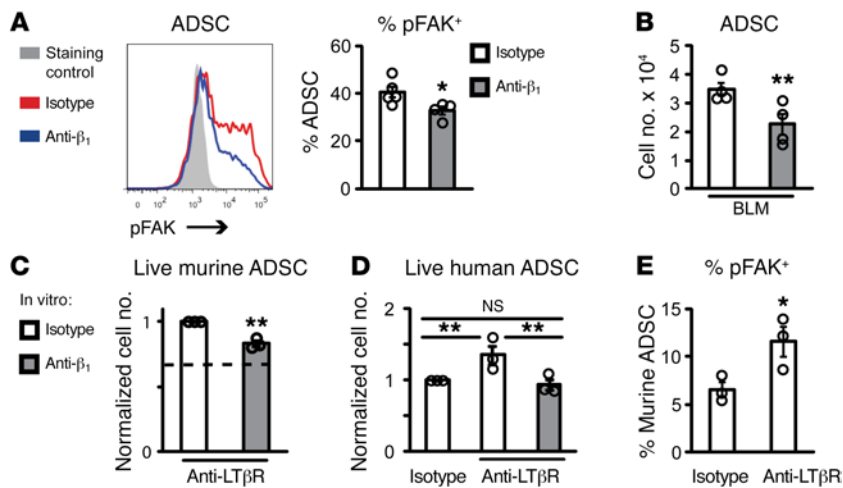 A
ADSC
Staining
control
Isotype
Anti-β1
0 10² 10³ 10⁴ 10⁵
pFAK
% pFAK⁺
% ADSC
60
40
20
0
*
Isotype
Anti-β1
B
ADSC
Cell no. x 10⁴
5
4
3
2
1
0
**
BLM
C
Live murine ADSC
In vitro:
Isotype
Anti-β1
Normalized cell no.
1
0
**
Anti-LTβR
D
Live human ADSC
Normalized cell no.
2
1
0
NS
** **
Isotype Anti-LTβR
E
% pFAK⁺
% Murine ADSC
15
10
5
0
*
Isotype Anti-LTβR